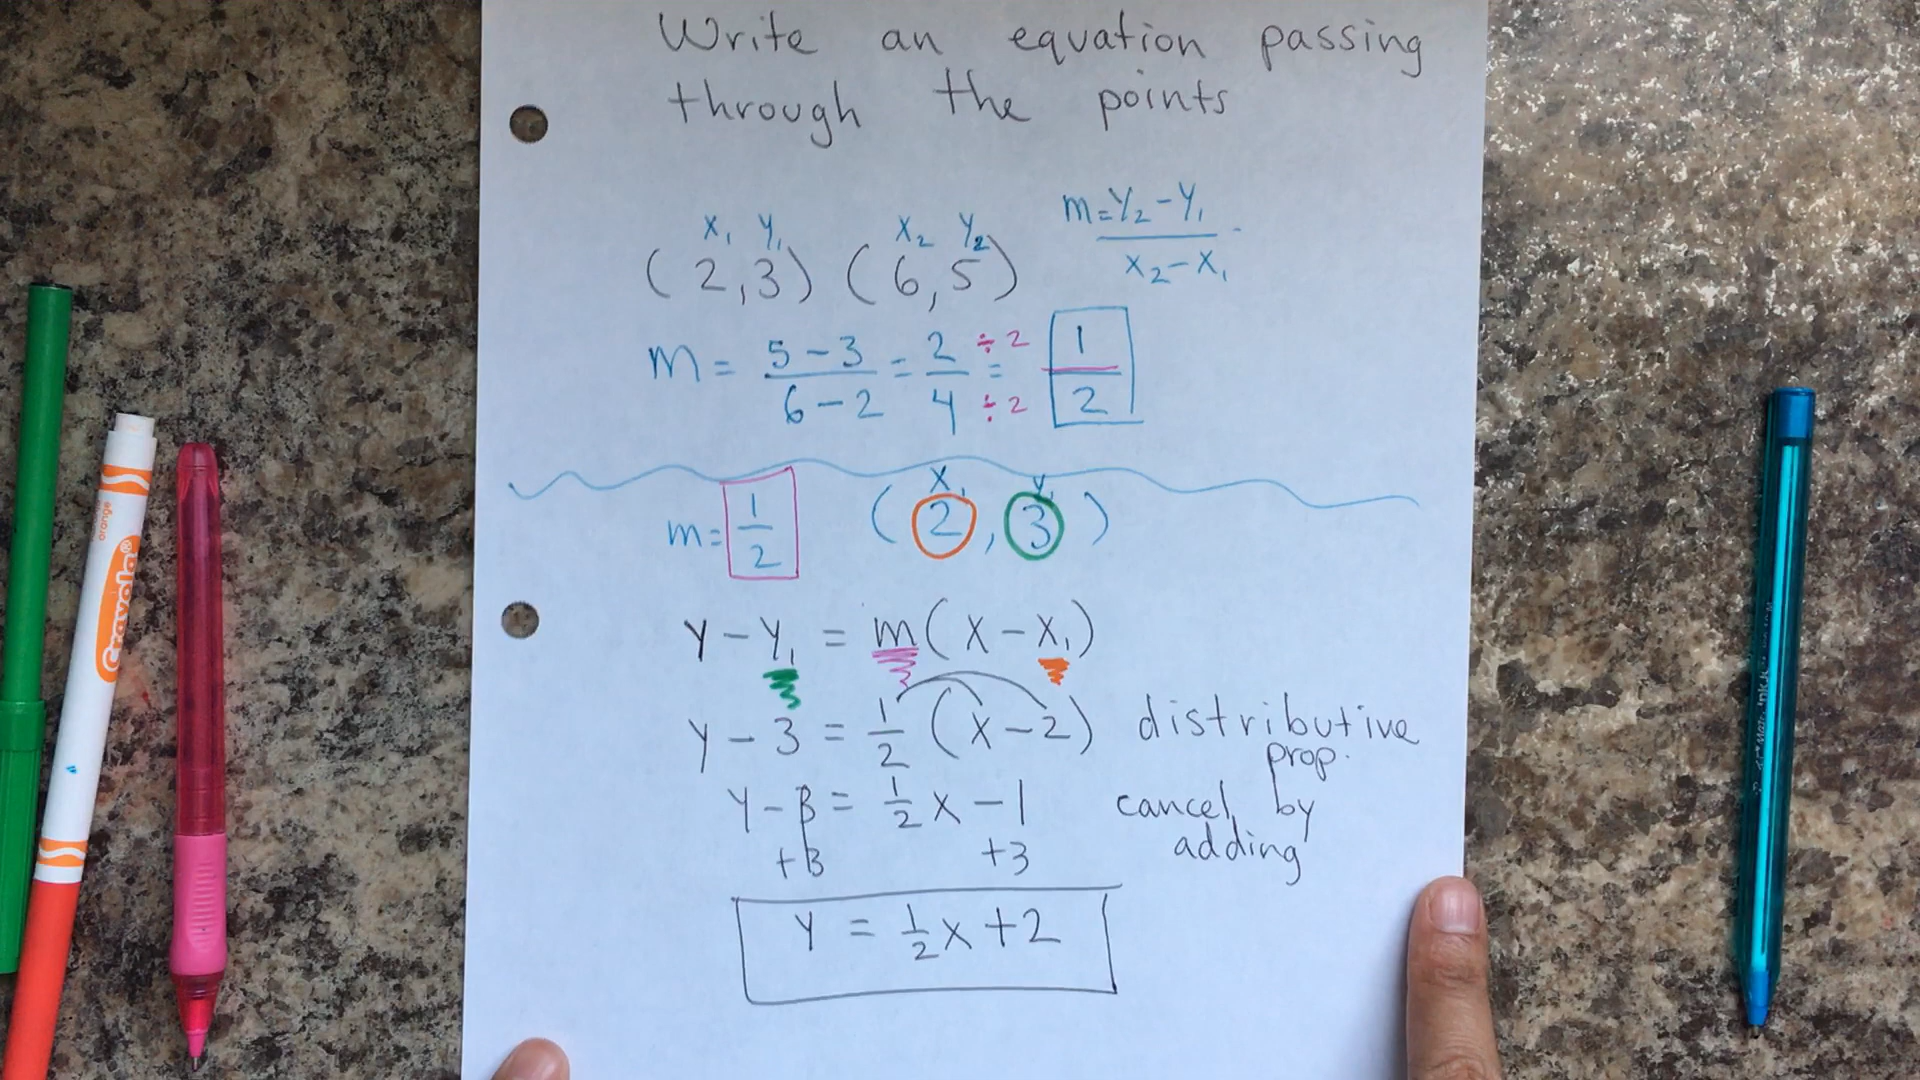 Write an equation passing
through the points
x₁ y₁ x₂ y₂ m = y₂ - y₁
(2,3) (6,5) x₂ - x₁
m = 5 - 3 = 2 ÷ 2 = 1
6 - 2 4 ÷ 2 2
x₁ y₁
m = 1/2 (2, 3)
y - y₁ = m(x - x₁)
y - 3 = 1/2 (x - 2) distributive
prop.
y - 3 = 1/2 x - 1 cancel by
+3 +3 adding
y = 1/2 x + 2
orange
Crayola